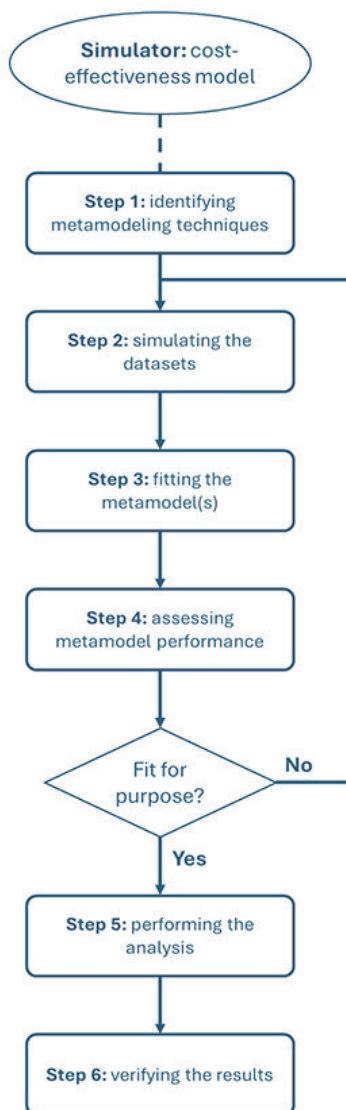 Simulator: cost-
effectiveness model
Step 1: identifying
metamodeling techniques
Step 2: simulating the
datasets
Step 3: fitting the
metamodel(s)
Step 4: assessing
metamodel performance
Fit for
purpose?
No
Yes
Step 5: performing the
analysis
Step 6: verifying the results